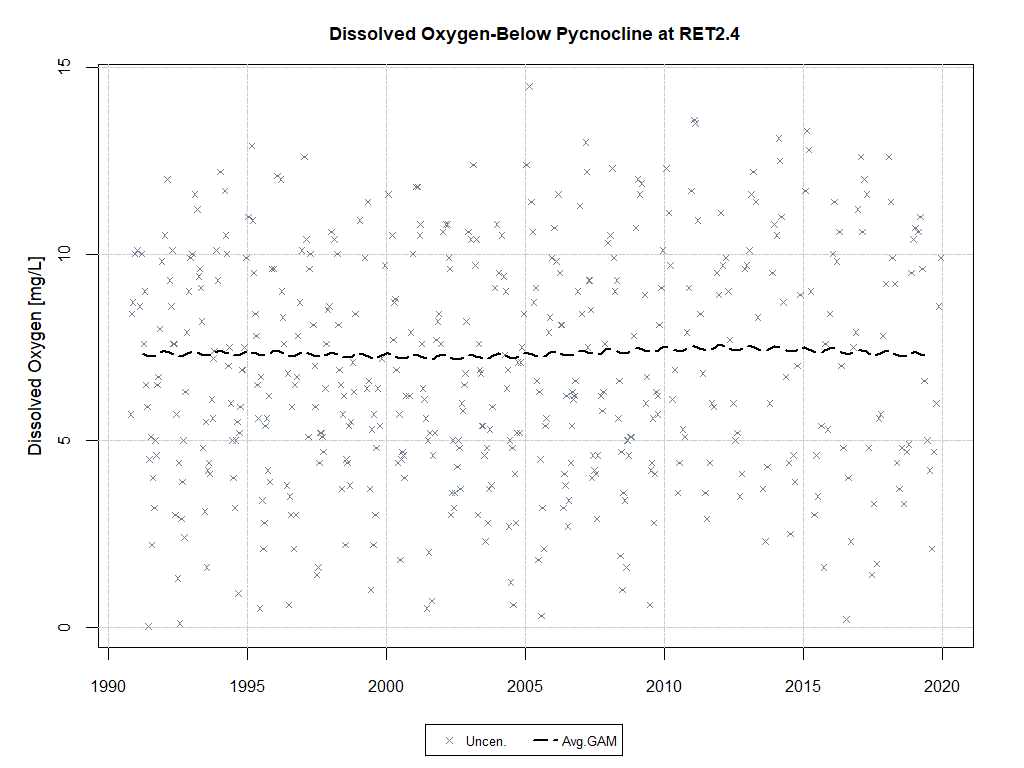 Dissolved Oxygen-Below Pycnocline at RET2.4
Dissolved Oxygen [mg/L]
15
10
5
0
1990 1995 2000 2005 2010 2015 2020
Uncen. Avg.GAM